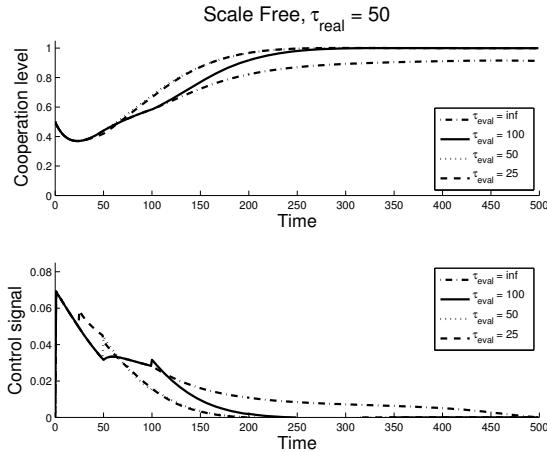 Scale Free, τreal = 50
Cooperation level
1
0.8
0.6
0.4
0.2
0
0 50 100 150 200 250 300 350 400 450 500
Time
τeval = inf
τeval = 100
τeval = 50
τeval = 25
Control signal
0.08
0.06
0.04
0.02
0
0 50 100 150 200 250 300 350 400 450 500
Time
τeval = inf
τeval = 100
τeval = 50
τeval = 25